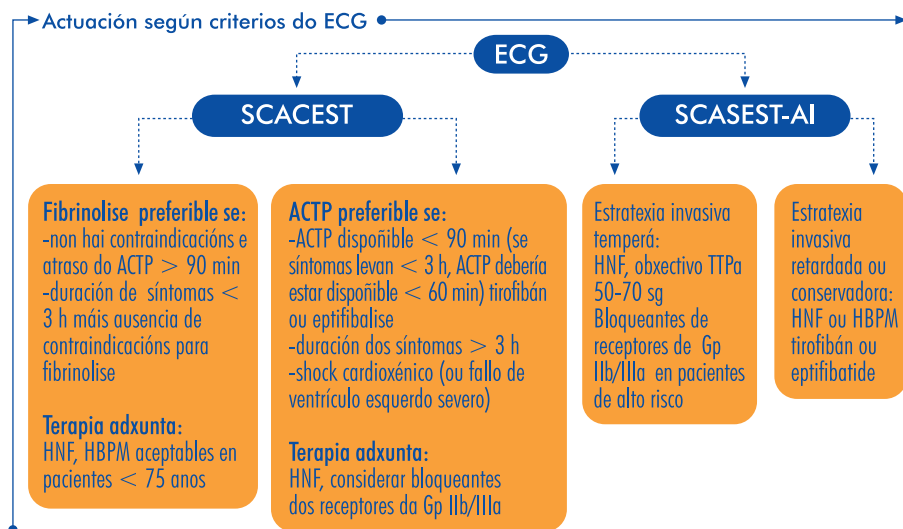 Actuación según criterios do ECG
ECG
SCACEST
SCASEST-AI
Fibrinolise preferible se:
-non hai contraindicacións e
atraso do ACTP > 90 min
-duración de síntomas <
3 h máis ausencia de
contraindicacións para
fibrinolise
Terapia adxunta:
HNF, HBPM aceptables en
pacientes < 75 anos
ACTP preferible se:
-ACTP dispoñible < 90 min (se
síntomas levan < 3 h, ACTP debería
estar dispoñible < 60 min) tirofibán
ou eptifibalise
-duración dos síntomas > 3 h
-shock cardioxénico (ou fallo de
ventrículo esquerdo severo)
Terapia adxunta:
HNF, considerar bloqueantes
dos receptores da Gp IIb/IIIa
Estratexia invasiva
temperá:
HNF, obxectivo TTPa
50-70 sg
Bloqueantes de
receptores de Gp
IIb/IIIa en pacientes
de alto risco
Estratexia
invasiva
retardada ou
conservadora:
HNF ou HBPM
tirofibán ou
eptifibatide